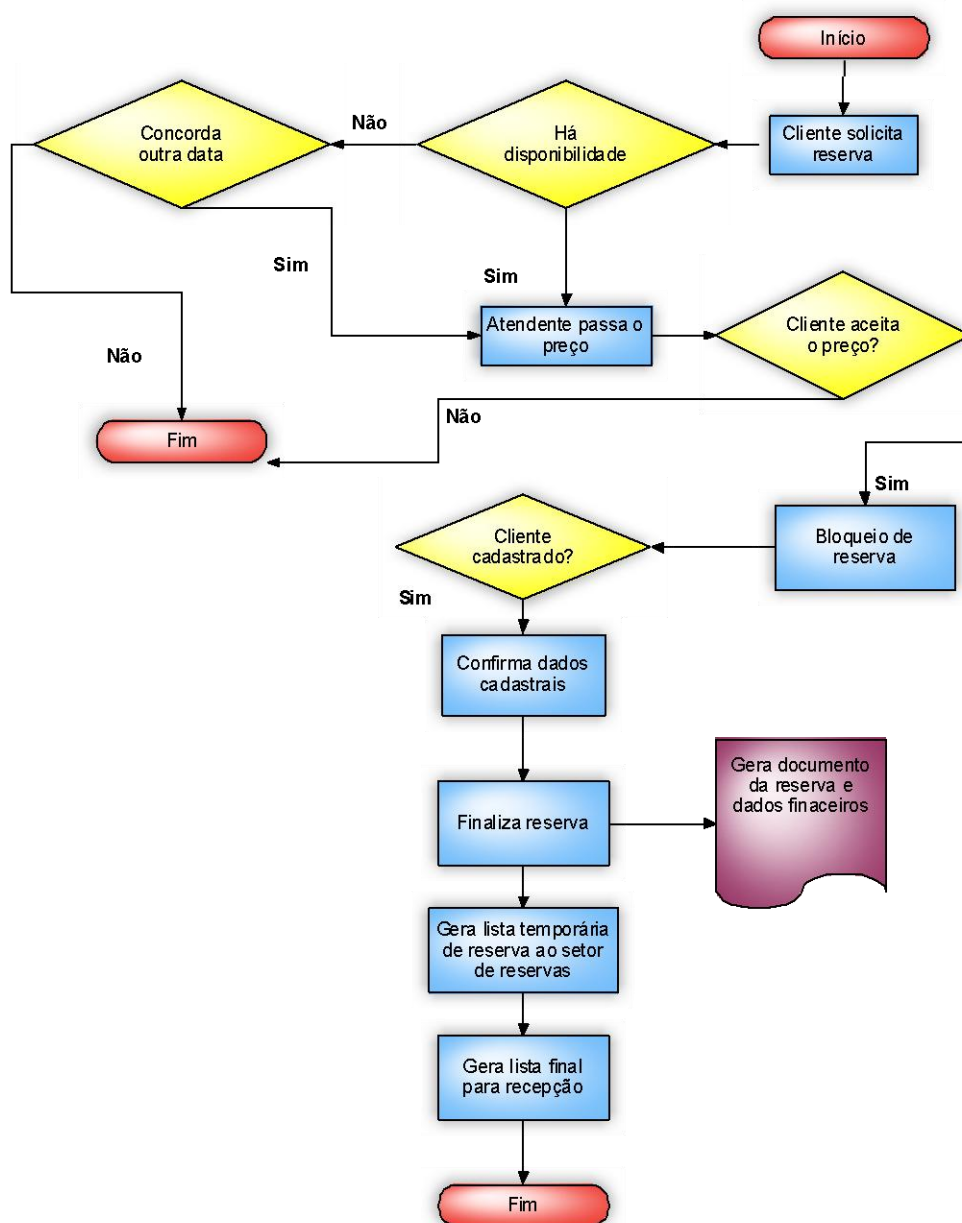 Início
Cliente solicita
reserva
Há
disponibilidade
Não
Concorda
outra data
Sim
Sim
Não
Atendente passa o
preço
Cliente aceita
o preço?
Não
Fim
Sim
Bloqueio de
reserva
Cliente
cadastrado?
Sim
Confirma dados
cadastrais
Finaliza reserva
Gera documento
da reserva e
dados finaceiros
Gera lista temporária
de reserva ao setor
de reservas
Gera lista final
para recepção
Fim